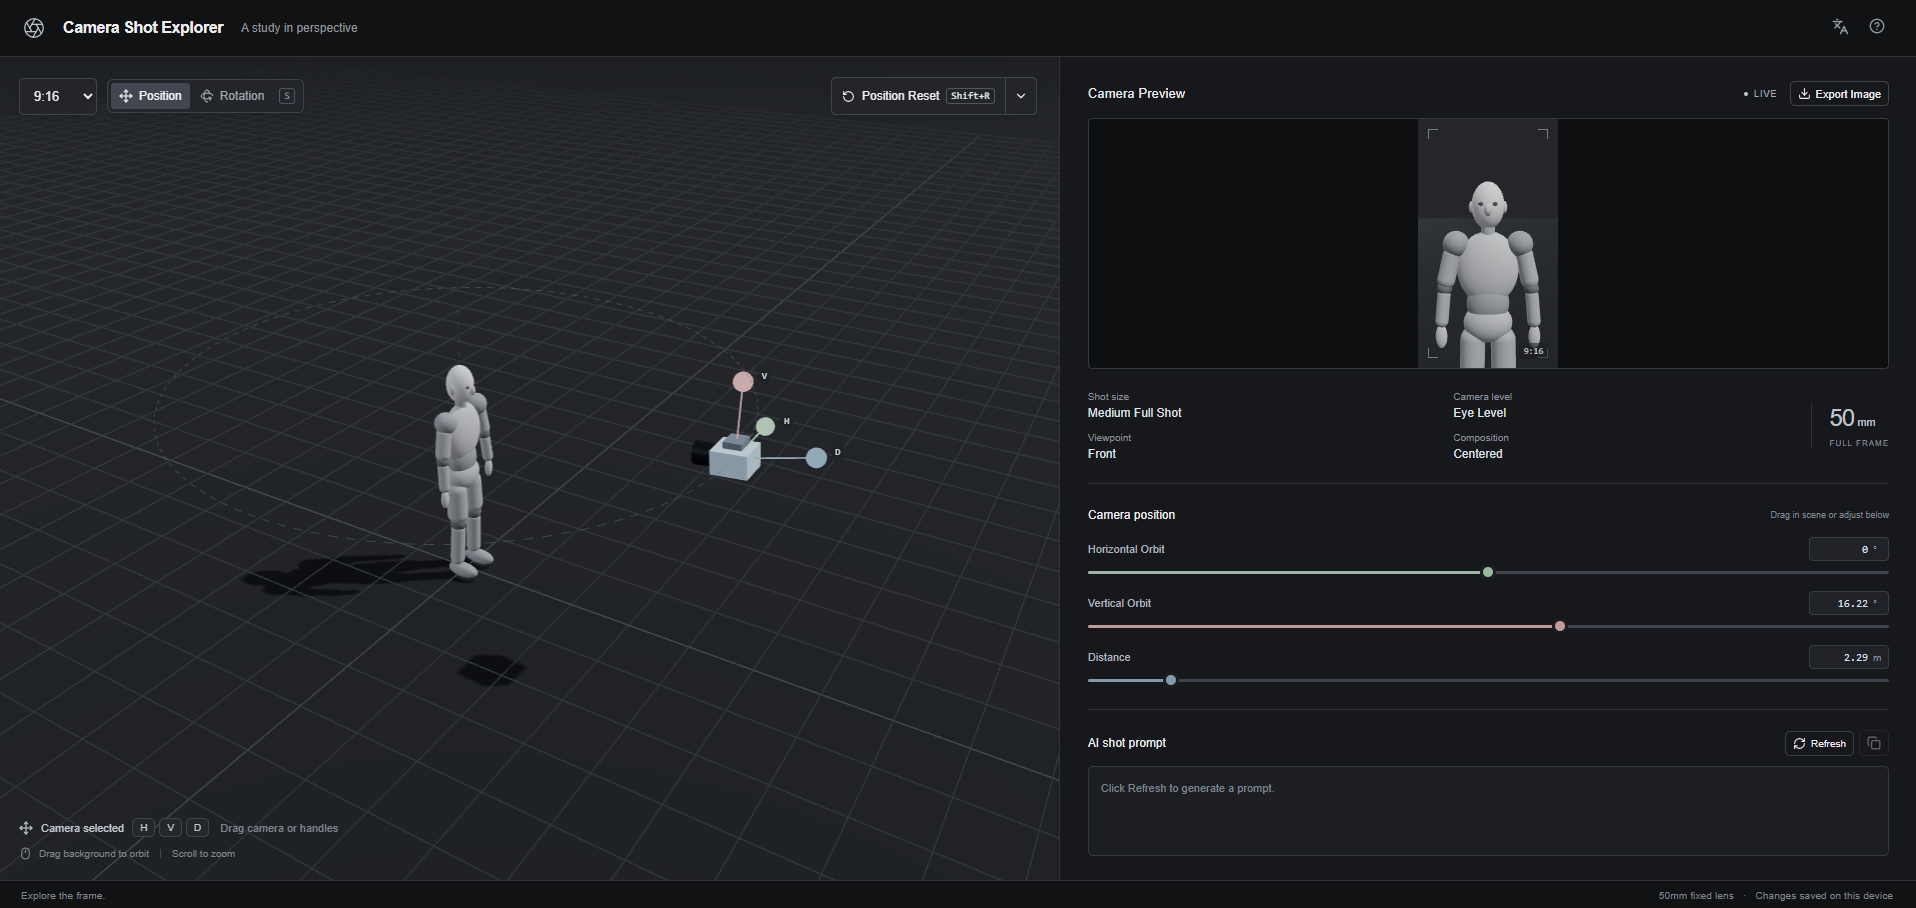 Camera Shot Explorer
A study in perspective
9:16
Position
Rotation
S
Position Reset
Shift+R
V
H
D
Camera selected
H
V
D
Drag camera or handles
Drag background to orbit
Scroll to zoom
Camera Preview
LIVE
Export Image
9:16
Shot size
Medium Full Shot
Camera level
Eye Level
Viewpoint
Front
Composition
Centered
50 mm
FULL FRAME
Camera position
Drag in scene or adjust below
Horizontal Orbit
0 °
Vertical Orbit
16.22 °
Distance
2.29 m
AI shot prompt
Refresh
Click Refresh to generate a prompt.
Explore the frame.
50mm fixed lens · Changes saved on this device